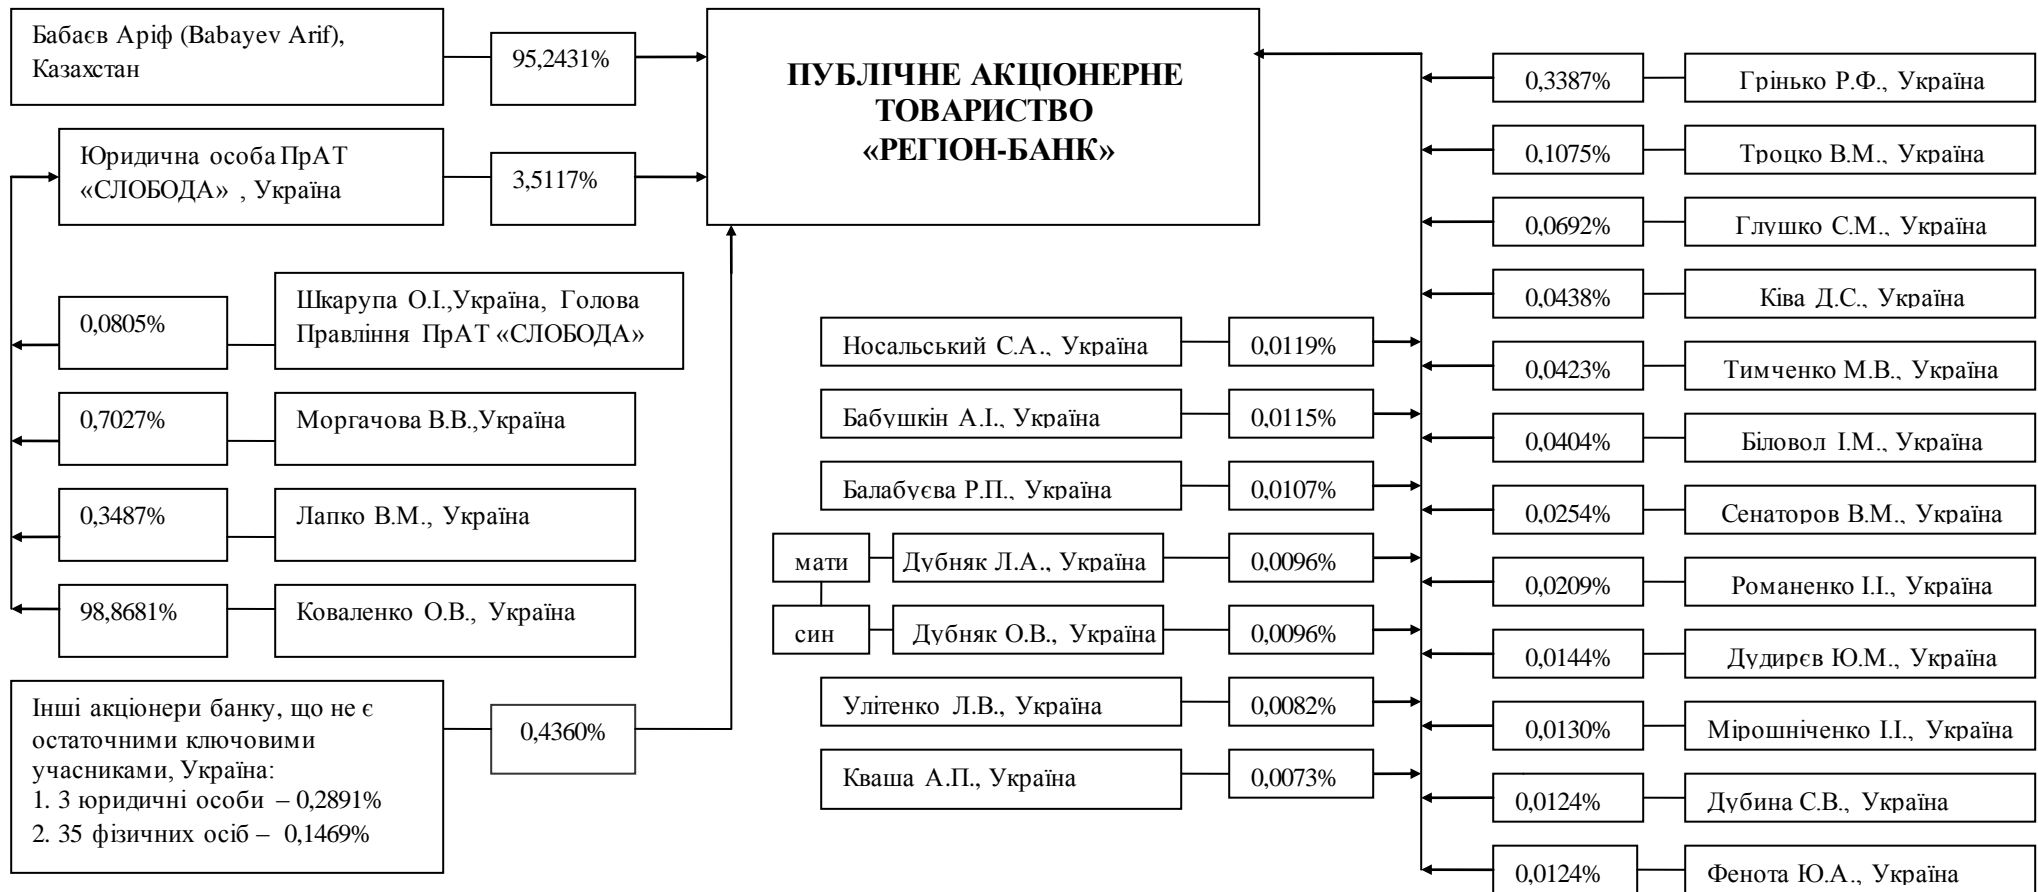 Бабаєв Аріф (Babayev Arif),
Казахстан
95,2431%
ПУБЛІЧНЕ АКЦІОНЕРНЕ
ТОВАРИСТВО
«РЕГІОН-БАНК»
Юридична особа ПрАТ
«СЛОБОДА» , Україна
3,5117%
0,0805%
Шкарупа О.І.,Україна, Голова
Правління ПрАТ «СЛОБОДА»
0,7027%
Моргачова В.В.,Україна
0,3487%
Лапко В.М., Україна
98,8681%
Коваленко О.В., Україна
Інші акціонери банку, що не є
остаточними ключовими
учасниками, Україна:
1. 3 юридичні особи – 0,2891%
2. 35 фізичних осіб – 0,1469%
0,4360%
Носальський С.А., Україна
0,0119%
Бабушкін А.І., Україна
0,0115%
Балабуєва Р.П., Україна
0,0107%
мати
Дубняк Л.А., Україна
0,0096%
син
Дубняк О.В., Україна
0,0096%
Улітенко Л.В., Україна
0,0082%
Кваша А.П., Україна
0,0073%
0,3387%
Грінько Р.Ф., Україна
0,1075%
Троцко В.М., Україна
0,0692%
Глушко С.М., Україна
0,0438%
Ківа Д.С., Україна
0,0423%
Тимченко М.В., Україна
0,0404%
Біловол І.М., Україна
0,0254%
Сенаторов В.М., Україна
0,0209%
Романенко І.І., Україна
0,0144%
Дудирєв Ю.М., Україна
0,0130%
Мірошніченко І.І., Україна
0,0124%
Дубина С.В., Україна
0,0124%
Фенота Ю.А., Україна